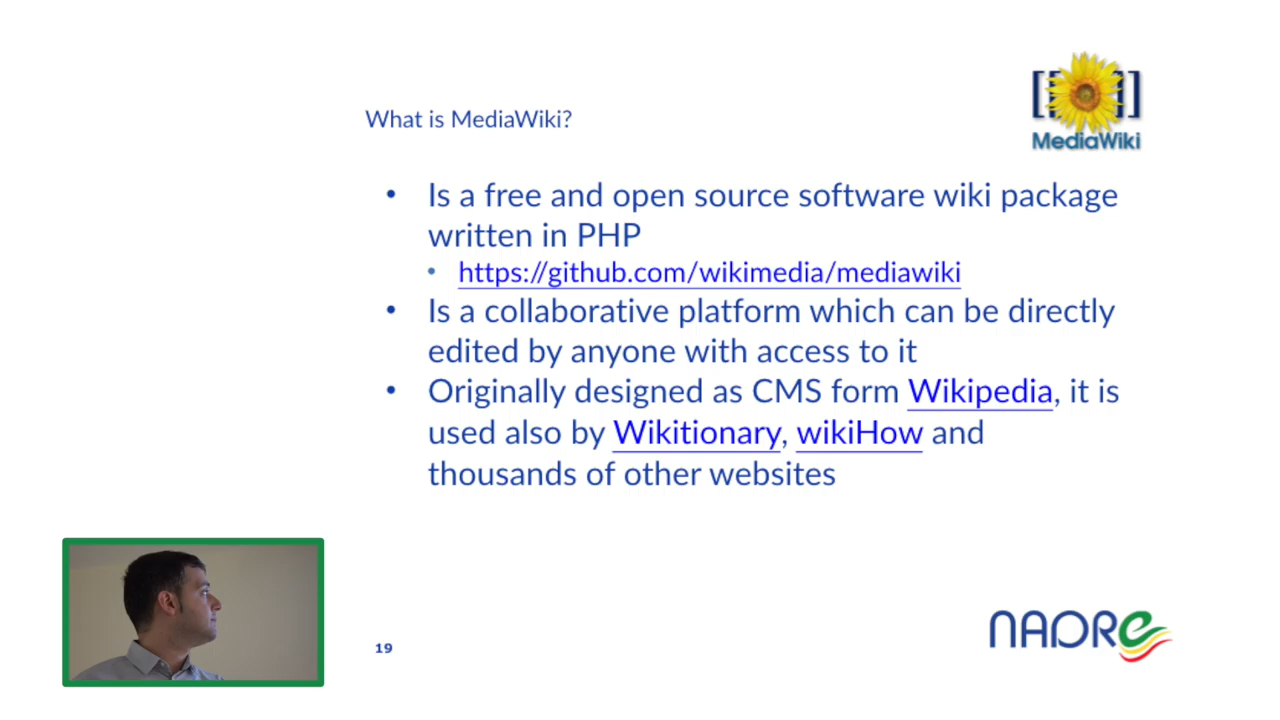 [[ ]]
MediaWiki
What is MediaWiki?
• Is a free and open source software wiki package
written in PHP
• https://github.com/wikimedia/mediawiki
• Is a collaborative platform which can be directly
edited by anyone with access to it
• Originally designed as CMS form Wikipedia, it is
used also by Wikitionary, wikiHow and
thousands of other websites
19
NADRe